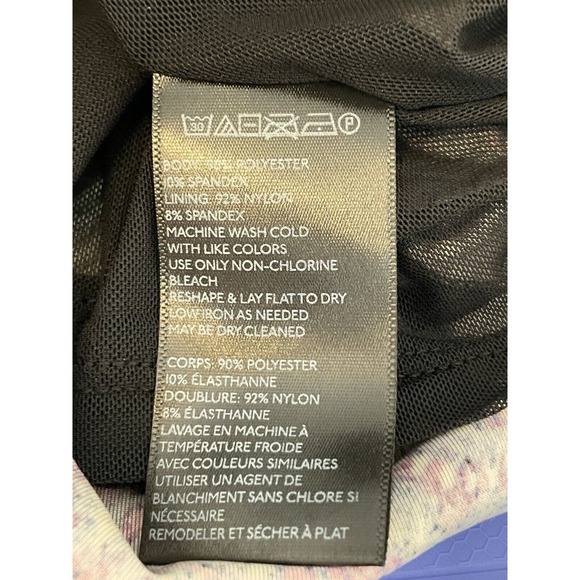 30 P
BODY: 90% POLYESTER
10% SPANDEX
LINING: 92% NYLON
8% SPANDEX
MACHINE WASH COLD
WITH LIKE COLORS
USE ONLY NON-CHLORINE
BLEACH
RESHAPE & LAY FLAT TO DRY
LOW IRON AS NEEDED
MAY BE DRY CLEANED
CORPS: 90% POLYESTER
10% ÉLASTHANNE
DOUBLURE: 92% NYLON
8% ÉLASTHANNE
LAVAGE EN MACHINE À
TEMPÉRATURE FROIDE
AVEC COULEURS SIMILAIRES
UTILISER UN AGENT DE
BLANCHIMENT SANS CHLORE SI
NÉCESSAIRE
REMODELER ET SÉCHER À PLAT